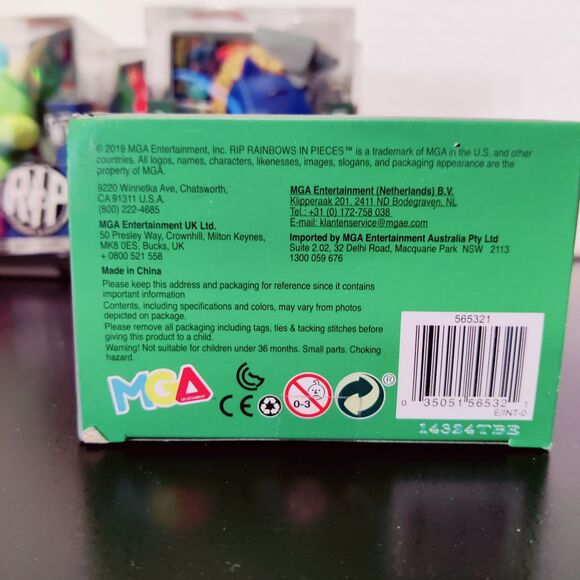 © 2019 MGA Entertainment, Inc. RIP RAINBOWS IN PIECES™ is a trademark of MGA in the U.S. and other
countries. All logos, names, characters, likenesses, images, slogans, and packaging appearance are the
property of MGA.
9220 Winnetka Ave, Chatsworth,
CA 91311 U.S.A.
(800) 222-4685
MGA Entertainment UK Ltd.
50 Presley Way, Crownhill, Milton Keynes,
MK8 0ES, Bucks, UK
+ 0800 521 558
MGA Entertainment (Netherlands) B.V.
Klipperaak 201, 2411 ND Bodegraven, NL
Tel.: +31 (0) 172-758 038
E-mail: klantenservice@mgae.com
Imported by MGA Entertainment Australia Pty Ltd
Suite 2.02, 32 Delhi Road, Macquarie Park NSW 2113
1300 059 676
Made in China
Please keep this address and packaging for reference since it contains
important information
Contents, including specifications and colors, may vary from photos
depicted on package.
Please remove all packaging including tags, ties & tacking stitches before
giving this product to a child.
Warning! Not suitable for children under 36 months. Small parts. Choking
hazard.
MGA
ENTERTAINMENT
CE
0-3
®
565321
0 35051 56532 1
E/INT-0
14324TBB
RIP